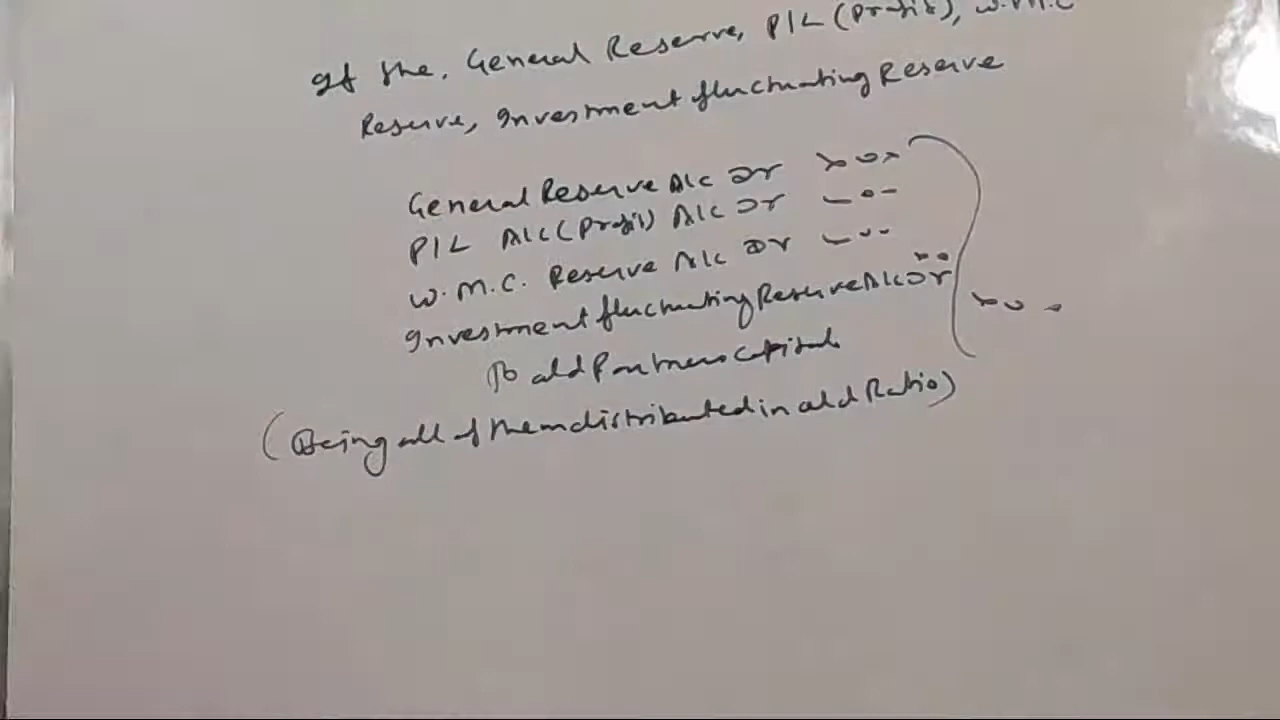 If the. General Reserve, P/L (Profit), W.M.C
Reserve, Investment fluctuating Reserve
General Reserve A/c Dr xxx
P/L A/c (Profit) A/c Dr
W.M.C. Reserve A/c Dr
Investment fluctuating Reserve A/c Dr
To old Partners capital
(Being all of them distributed in old Ratio)